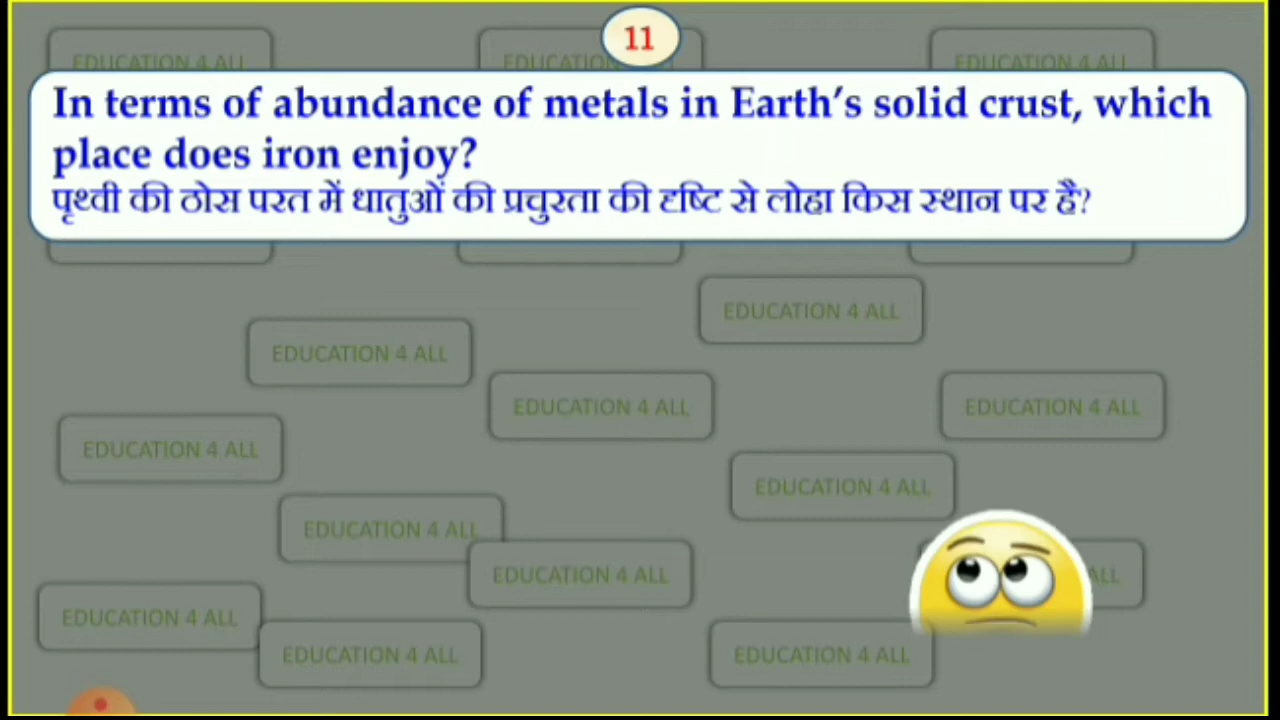 11
EDUCATION 4 ALL EDUCATION EDUCATION 4 ALL
In terms of abundance of metals in Earth's solid crust, which
place does iron enjoy?
पृथ्वी की ठोस परत में धातुओं की प्रचुरता की दृष्टि से लोहा किस स्थान पर है?
EDUCATION 4 ALL
EDUCATION 4 ALL
EDUCATION 4 ALL EDUCATION 4 ALL
EDUCATION 4 ALL
EDUCATION 4 ALL
EDUCATION 4 ALL
EDUCATION 4 ALL ALL
EDUCATION 4 ALL
EDUCATION 4 ALL EDUCATION 4 ALL